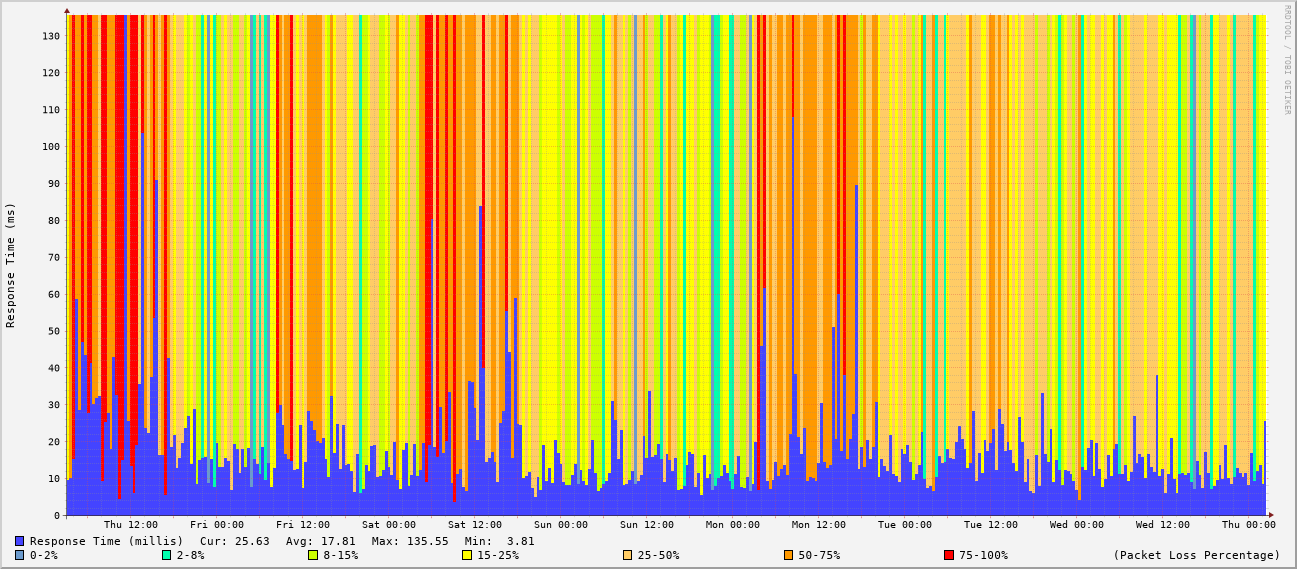 RRDTOOL / TOBI OETIKER
Response Time (ms)
130
120
110
100
90
80
70
60
50
40
30
20
10
0
Thu 12:00 Fri 00:00 Fri 12:00 Sat 00:00 Sat 12:00 Sun 00:00 Sun 12:00 Mon 00:00 Mon 12:00 Tue 00:00 Tue 12:00 Wed 00:00 Wed 12:00 Thu 00:00
Response Time (millis) Cur: 25.63 Avg: 17.81 Max: 135.55 Min: 3.81
0-2% 2-8% 8-15% 15-25% 25-50% 50-75% 75-100% (Packet Loss Percentage)